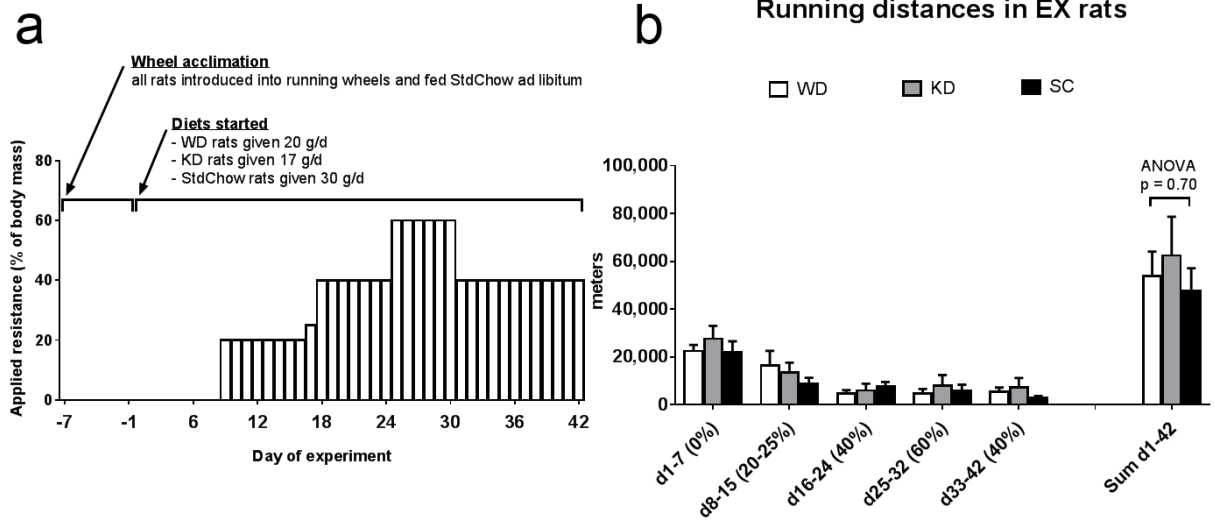 a
Wheel acclimation
all rats introduced into running wheels and fed StdChow ad libitum
Diets started
- WD rats given 20 g/d
- KD rats given 17 g/d
- StdChow rats given 30 g/d
Applied resistance (% of body mass)
80
60
40
20
0
-7 -1 6 12 18 24 30 36 42
Day of experiment
b
Running distances in EX rats
WD KD SC
meters
100,000
80,000
60,000
40,000
20,000
0
ANOVA
p = 0.70
d1-7 (0%)
d8-15 (20-25%)
d16-24 (40%)
d25-32 (60%)
d33-42 (40%)
Sum d1-42